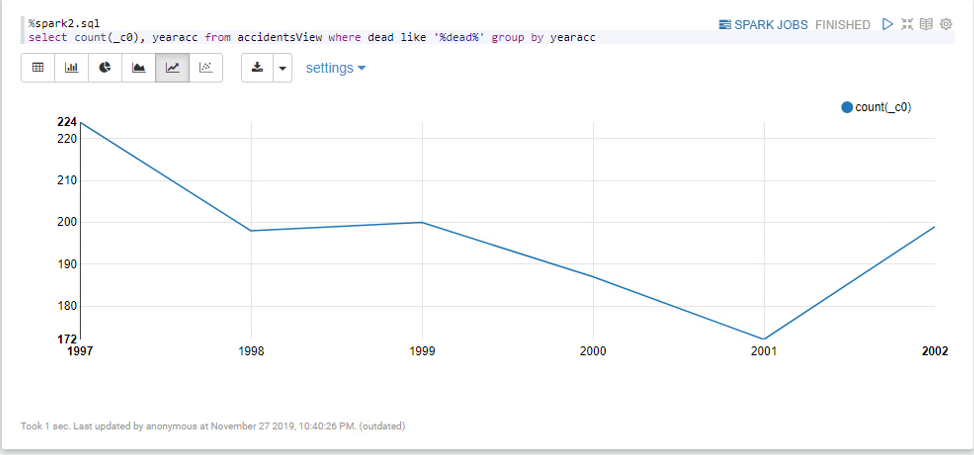 %spark2.sql
SPARK JOBS FINISHED
select count(_c0), yearacc from accidentsView where dead like '%dead%' group by yearacc
settings
count(_c0)
224
220
210
200
190
180
172
1997 1998 1999 2000 2001 2002
Took 1 sec. Last updated by anonymous at November 27 2019, 10:40:26 PM. (outdated)